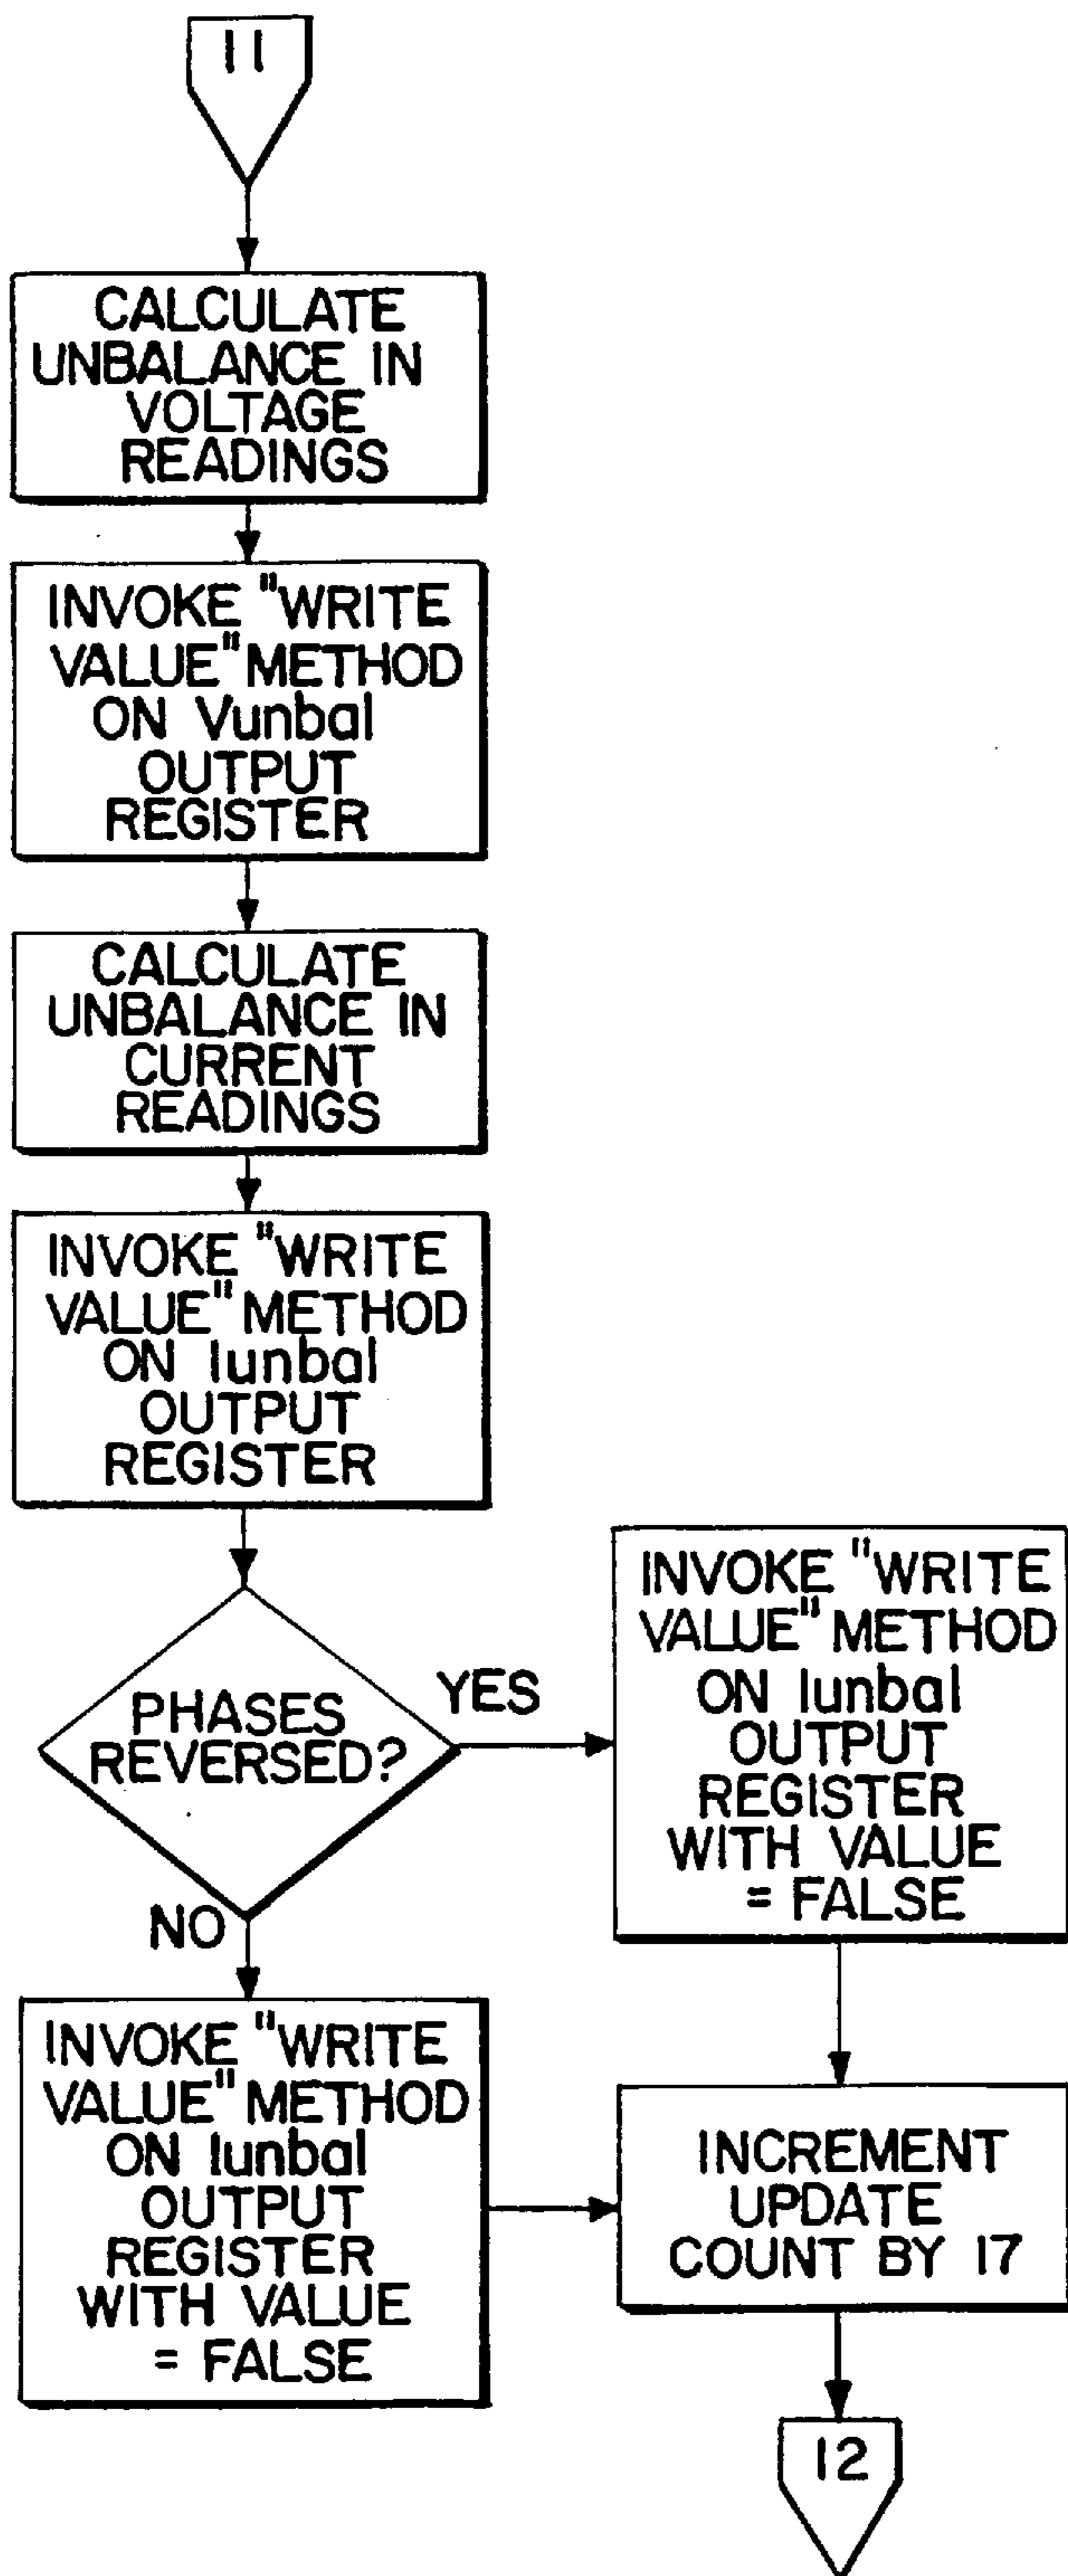 11
CALCULATE
UNBALANCE IN
VOLTAGE
READINGS
INVOKE "WRITE
VALUE" METHOD
ON Vunbal
OUTPUT
REGISTER
CALCULATE
UNBALANCE IN
CURRENT
READINGS
INVOKE "WRITE
VALUE" METHOD
ON Iunbal
OUTPUT
REGISTER
PHASES
REVERSED?
YES
INVOKE "WRITE
VALUE" METHOD
ON Iunbal
OUTPUT
REGISTER
WITH VALUE
= FALSE
NO
INVOKE "WRITE
VALUE" METHOD
ON Iunbal
OUTPUT
REGISTER
WITH VALUE
= FALSE
INCREMENT
UPDATE
COUNT BY 17
12